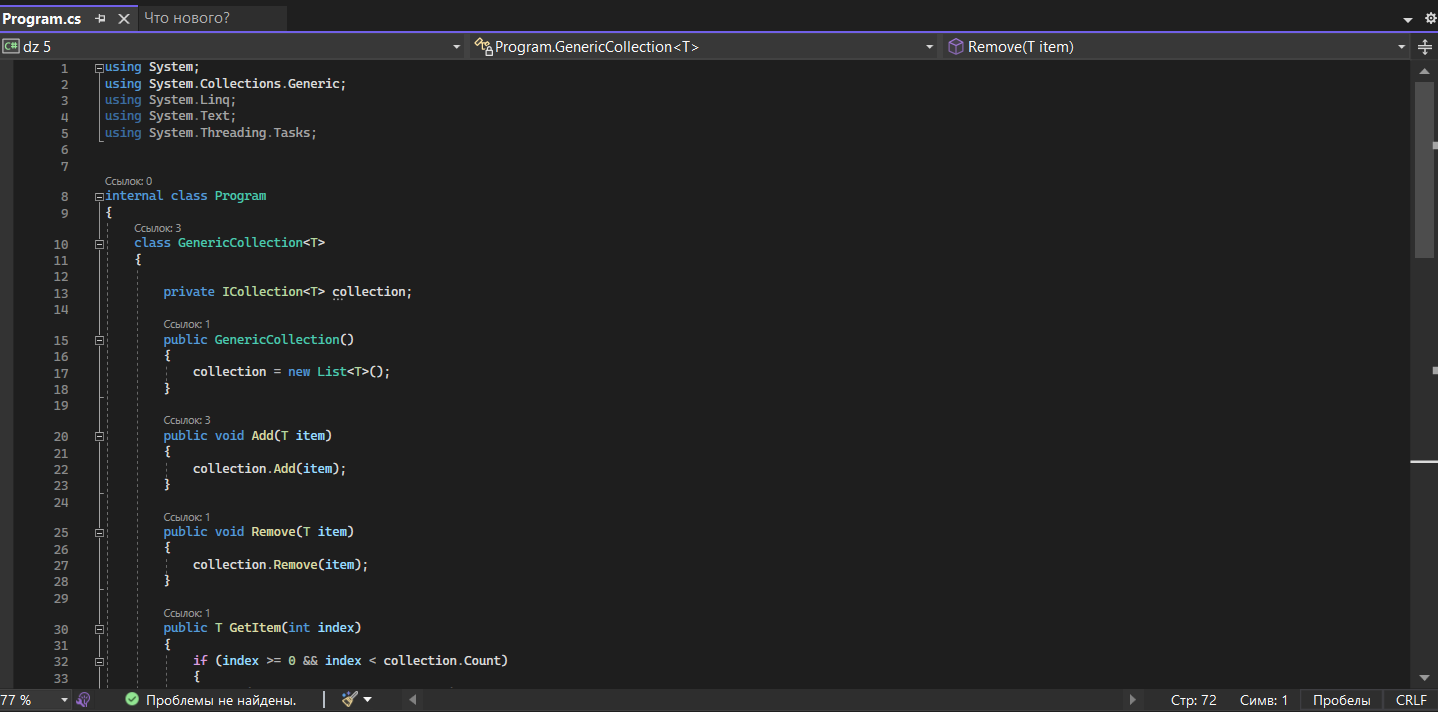 Program.cs Что нового?
C# dz 5 Program.GenericCollection<T> Remove(T item)
1 using System;
2 using System.Collections.Generic;
3 using System.Linq;
4 using System.Text;
5 using System.Threading.Tasks;
6
7
Ссылок: 0
8 internal class Program
9 {
Ссылок: 3
10 class GenericCollection<T>
11 {
12
13 private ICollection<T> collection;
14
Ссылок: 1
15 public GenericCollection()
16 {
17 collection = new List<T>();
18 }
19
Ссылок: 3
20 public void Add(T item)
21 {
22 collection.Add(item);
23 }
24
Ссылок: 1
25 public void Remove(T item)
26 {
27 collection.Remove(item);
28 }
29
Ссылок: 1
30 public T GetItem(int index)
31 {
32 if (index >= 0 && index < collection.Count)
33 {
77 % Проблемы не найдены. Стр: 72 Симв: 1 Пробелы CRLF